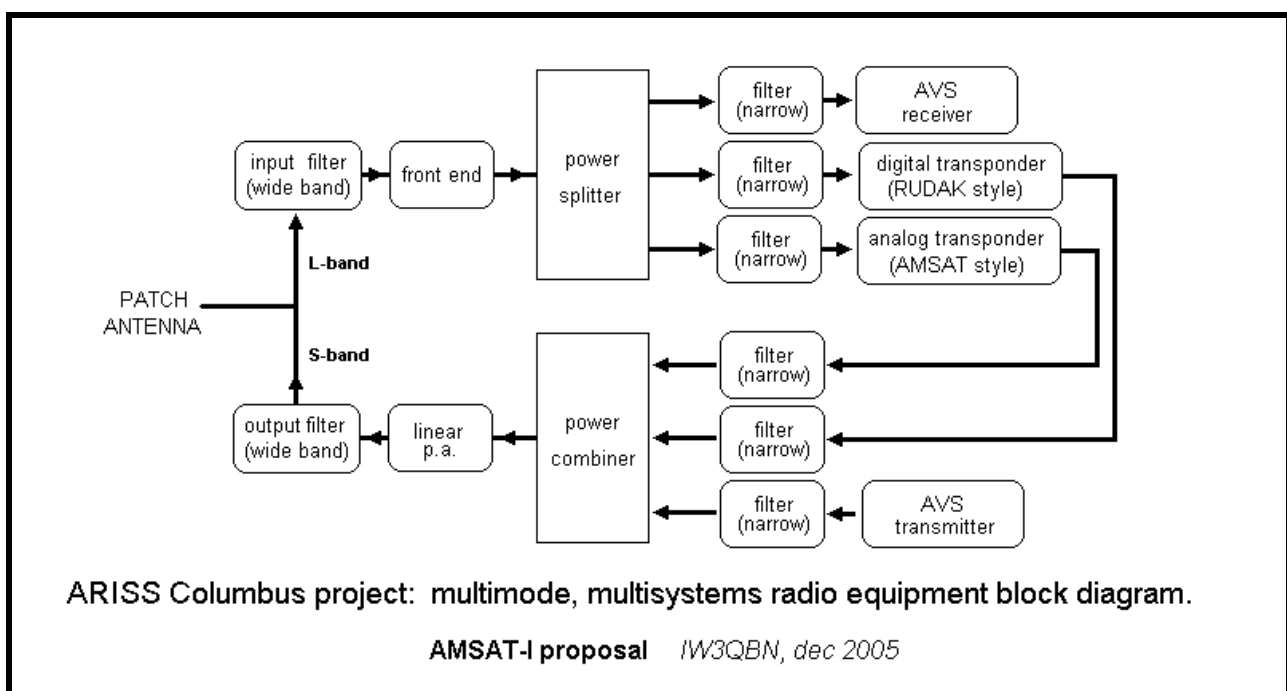 filter
(narrow)
AVS
receiver
input filter
(wide band)
front end
power
splitter
filter
(narrow)
digital transponder
(RUDAK style)
filter
(narrow)
analog transponder
(AMSAT style)
L-band
PATCH
ANTENNA
S-band
filter
(narrow)
output filter
(wide band)
linear
p.a.
power
combiner
filter
(narrow)
filter
(narrow)
AVS
transmitter
ARISS Columbus project: multimode, multisystems radio equipment block diagram.
AMSAT-I proposal IW3QBN, dec 2005